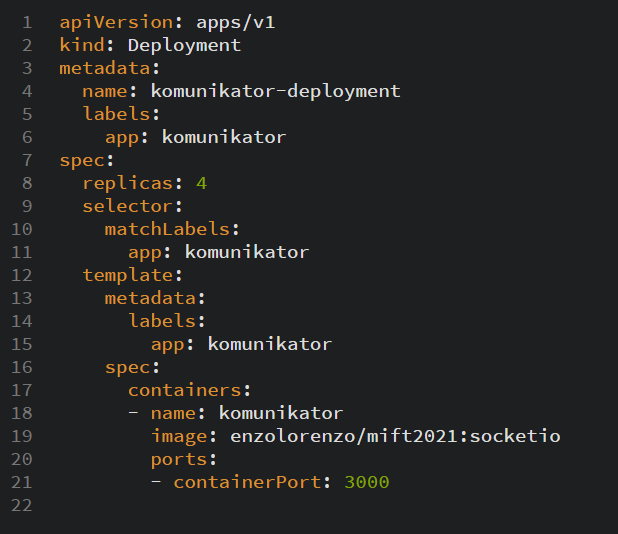 1 apiVersion: apps/v1
2 kind: Deployment
3 metadata:
4   name: komunikator-deployment
5   labels:
6     app: komunikator
7 spec:
8   replicas: 4
9   selector:
10     matchLabels:
11       app: komunikator
12   template:
13     metadata:
14       labels:
15         app: komunikator
16     spec:
17       containers:
18       - name: komunikator
19         image: enzolorenzo/mift2021:socketio
20         ports:
21         - containerPort: 3000
22